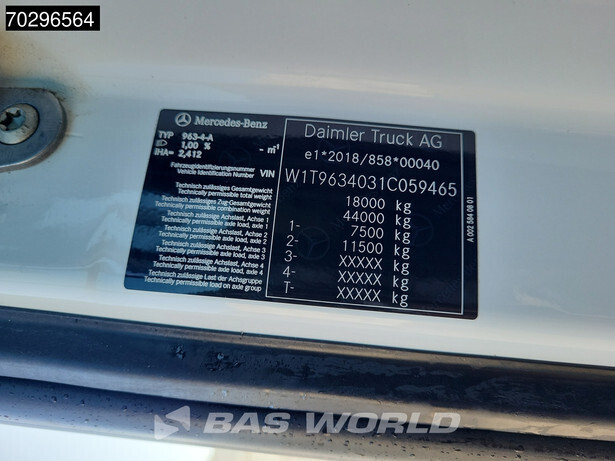 70296564
Mercedes-Benz
TYP 963-4-A
1,00 % - m⁻¹
IHA= 2,412
Daimler Truck AG
e1*2018/858*00040
Fahrzeugidentifizierungsnummer VIN W1T9634031C059465
Technisch zulässiges Gesamtgewicht
Technically permissible total weight 18000 kg
Technisch zulässiges Zug-Gesamtgewicht
Technically permissible combination weight 44000 kg
Technisch zulässige Achslast, Achse 1
Technically permissible axle load, axle 1 1- 7500 kg
Technisch zulässige Achslast, Achse 2
Technically permissible axle load, axle 2 2- 11500 kg
Technisch zulässige Achslast, Achse 3
Technically permissible axle load, axle 3 3- XXXXX kg
Technisch zulässige Achslast, Achse 4
Technically permissible axle load, axle 4 4- XXXXX kg
Technisch zulässige Last der Achsgruppe
Technically permissible load on axle group T- XXXXX kg
A 002 584 08 01
BAS WORLD